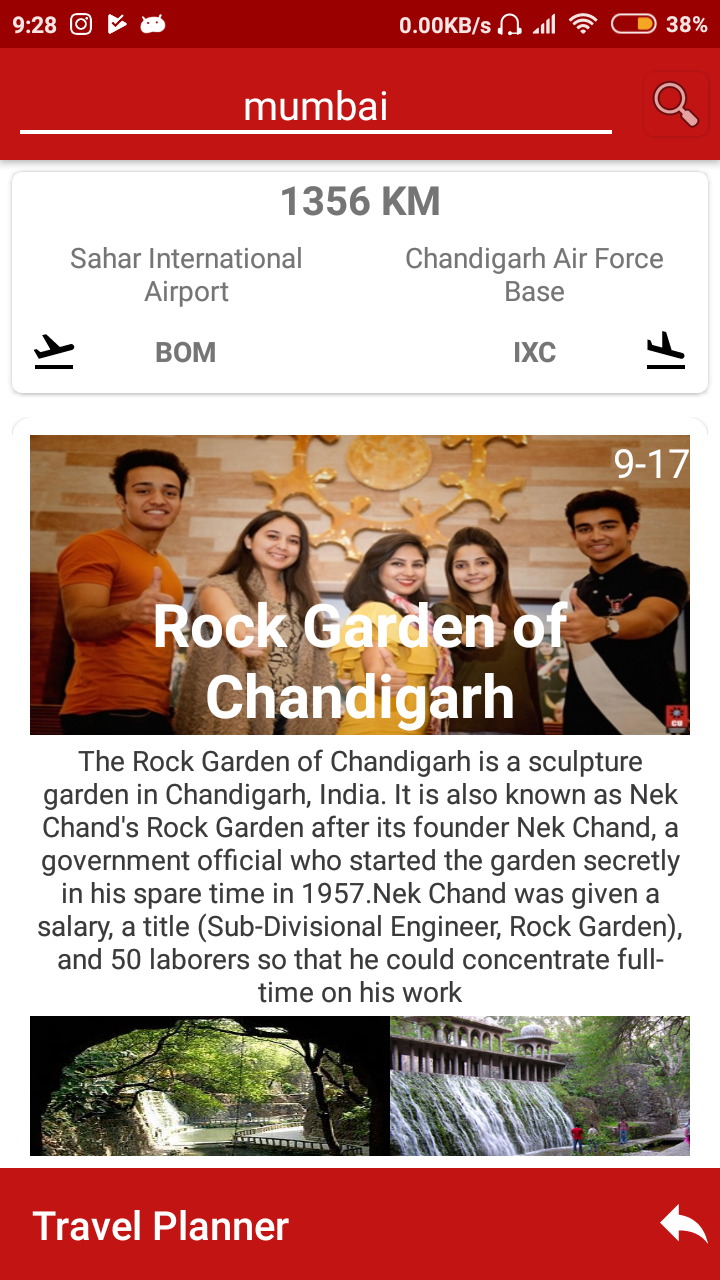 9:28
0.00KB/s
38%
mumbai
1356 KM
Sahar International
Airport
Chandigarh Air Force
Base
BOM
IXC
9-17
Rock Garden of
Chandigarh
CU
The Rock Garden of Chandigarh is a sculpture
garden in Chandigarh, India. It is also known as Nek
Chand's Rock Garden after its founder Nek Chand, a
government official who started the garden secretly
in his spare time in 1957.Nek Chand was given a
salary, a title (Sub-Divisional Engineer, Rock Garden),
and 50 laborers so that he could concentrate full-
time on his work
Travel Planner